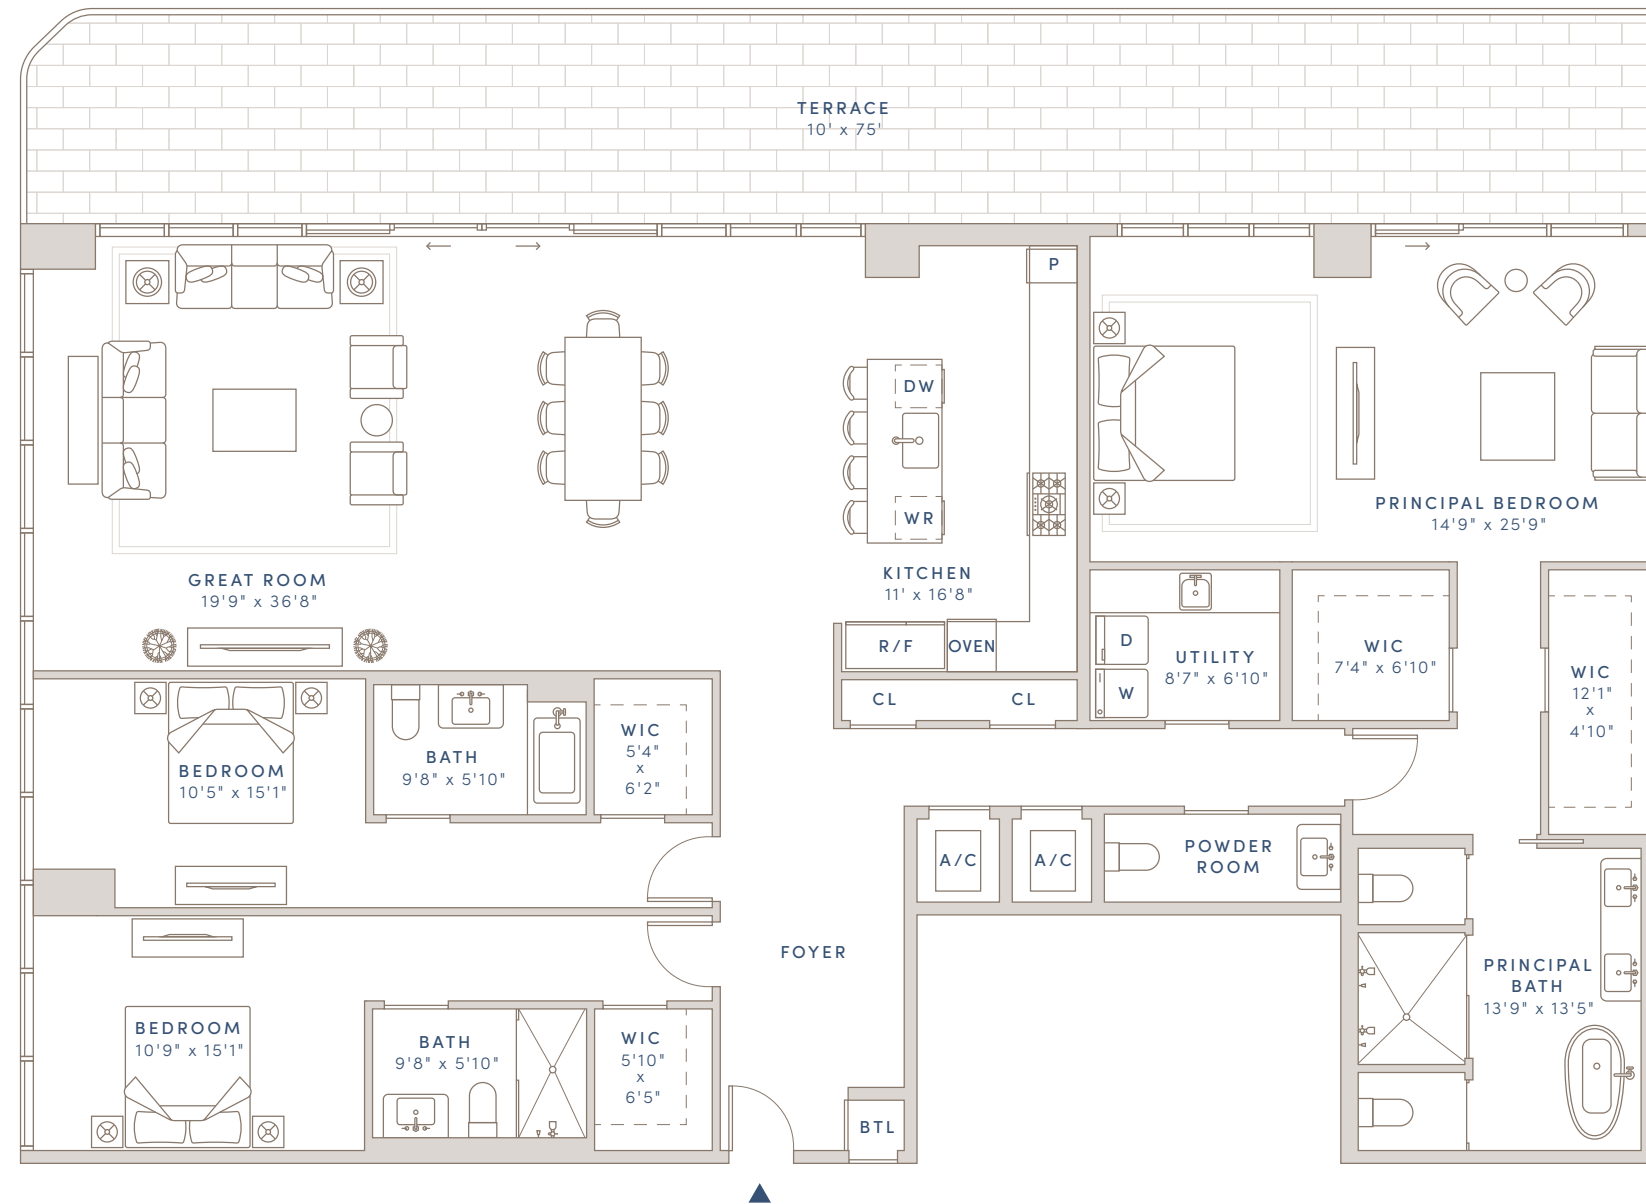 TERRACE
10' x 75'
P
DW
WR
PRINCIPAL BEDROOM
14'9" x 25'9"
GREAT ROOM
19'9" x 36'8"
KITCHEN
11' x 16'8"
R/F
OVEN
D
W
UTILITY
8'7" x 6'10"
WIC
7'4" x 6'10"
WIC
12'1"
x
4'10"
CL
CL
BEDROOM
10'5" x 15'1"
BATH
9'8" x 5'10"
WIC
5'4"
x
6'2"
A/C
A/C
POWDER
ROOM
FOYER
PRINCIPAL
BATH
13'9" x 13'5"
BEDROOM
10'9" x 15'1"
BATH
9'8" x 5'10"
WIC
5'10"
x
6'5"
BTL